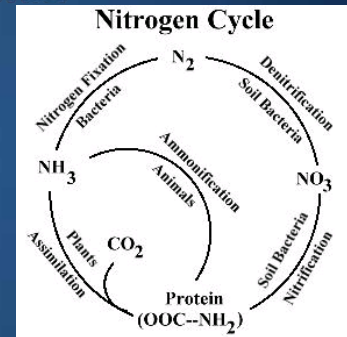 Nitrogen Cycle
N₂
Nitrogen Fixation
Bacteria
Denitrification
Soil Bacteria
Ammonification
Animals
NH₃
NO₃
CO₂
Plants
Assimilation
Soil Bacteria
Nitrification
Protein
(OOC--NH₂)